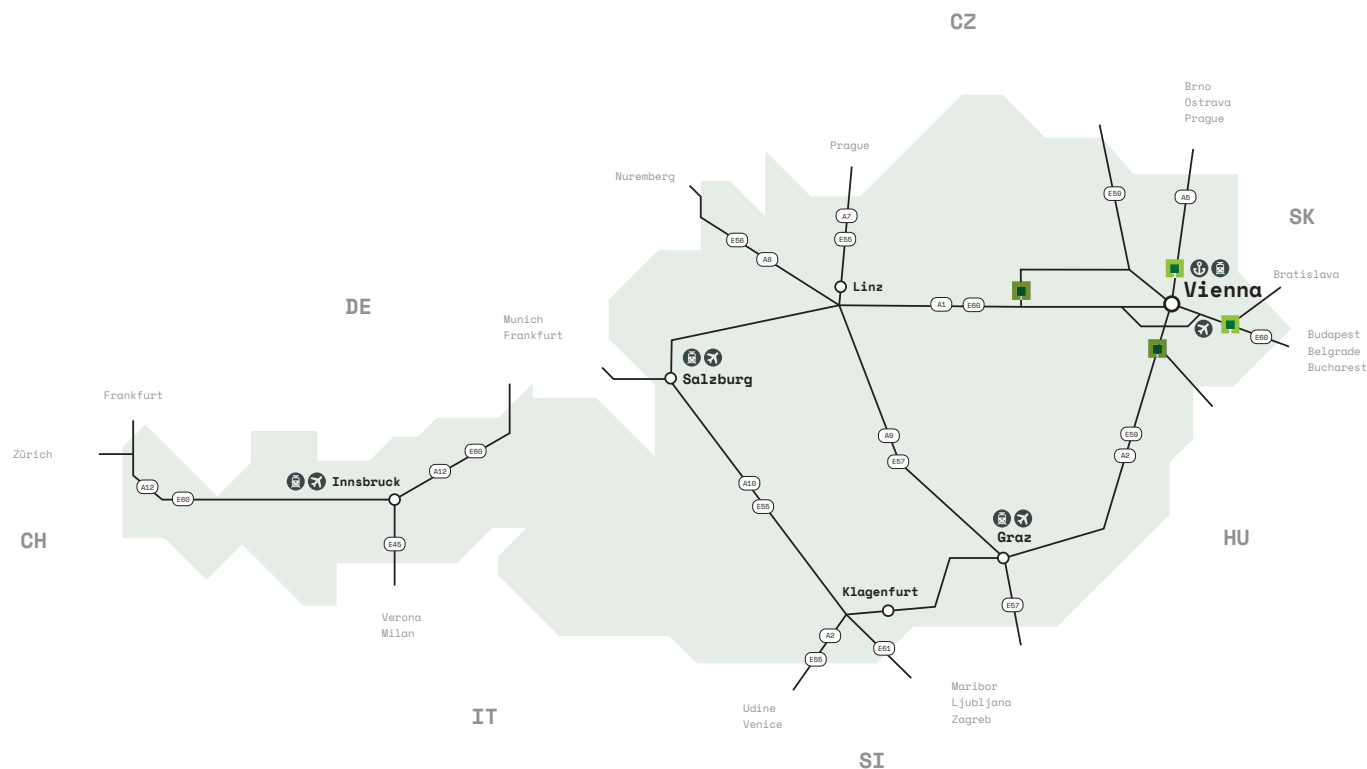 CZ
Brno
Ostrava
Prague
Prague
Nuremberg
E59
A5
SK
A7
E56
E55
A8
Bratislava
Linz
Vienna
DE
A1
E60
Munich
Frankfurt
E60
Budapest
Belgrade
Bucharest
Salzburg
Frankfurt
Zürich
A9
E59
E60
A2
E57
A12
Innsbruck
A10
A12
E60
E55
CH
Graz
HU
E45
Klagenfurt
E57
Verona
Milan
A2
E61
E55
Maribor
Ljubljana
Zagreb
Udine
Venice
IT
SI